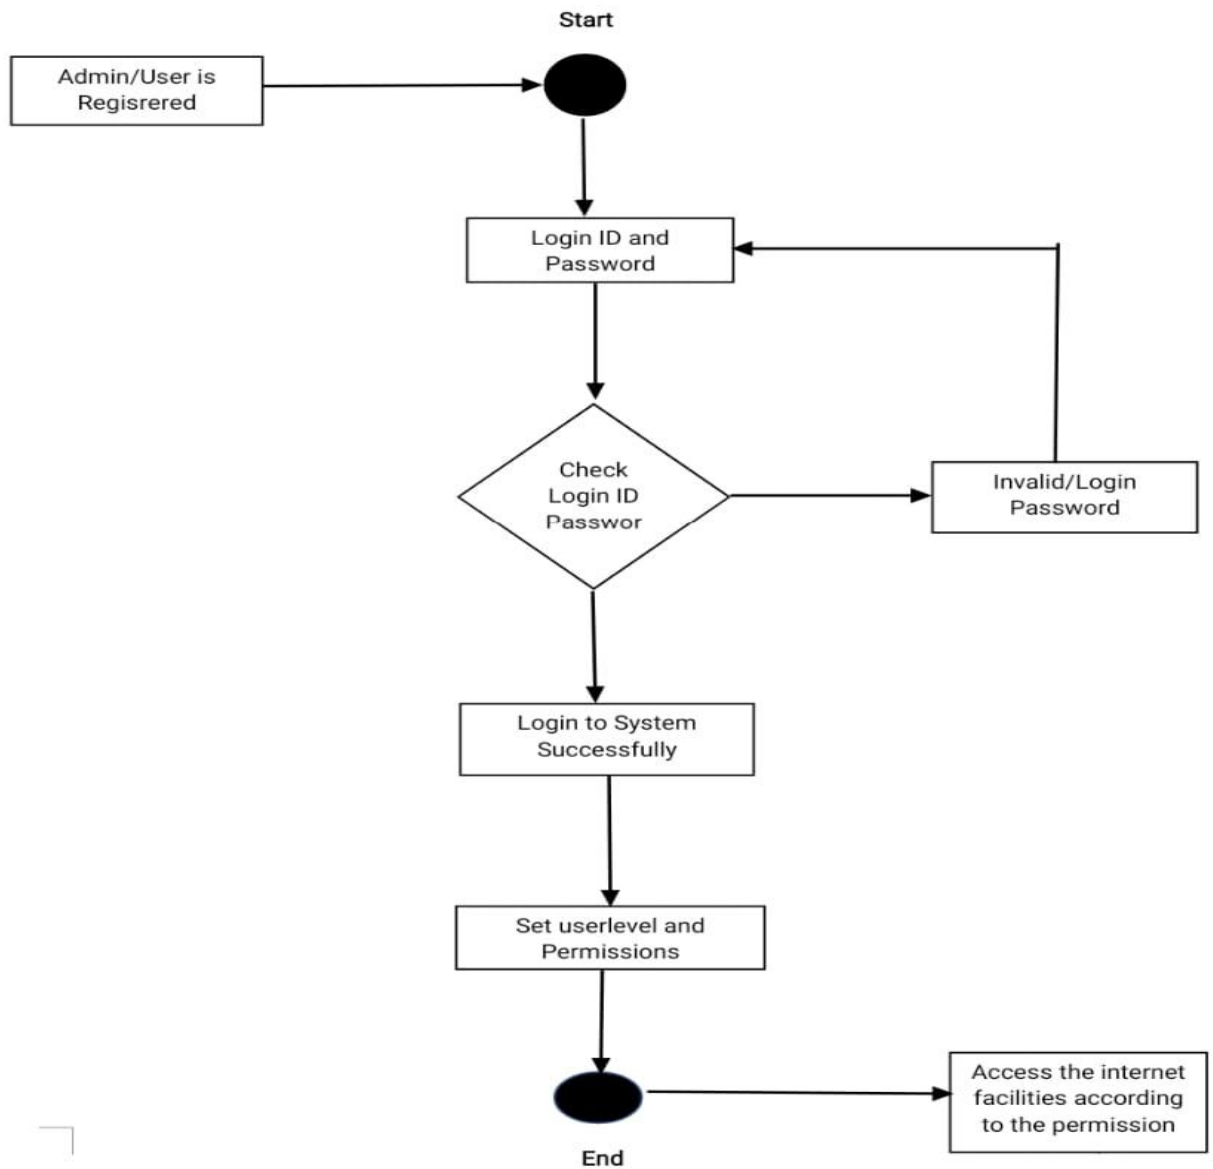 Start
Admin/User is
Regisrered
Login ID and
Password
Check
Login ID
Passwor
Invalid/Login
Password
Login to System
Successfully
Set userlevel and
Permissions
Access the internet
facilities according
to the permission
End